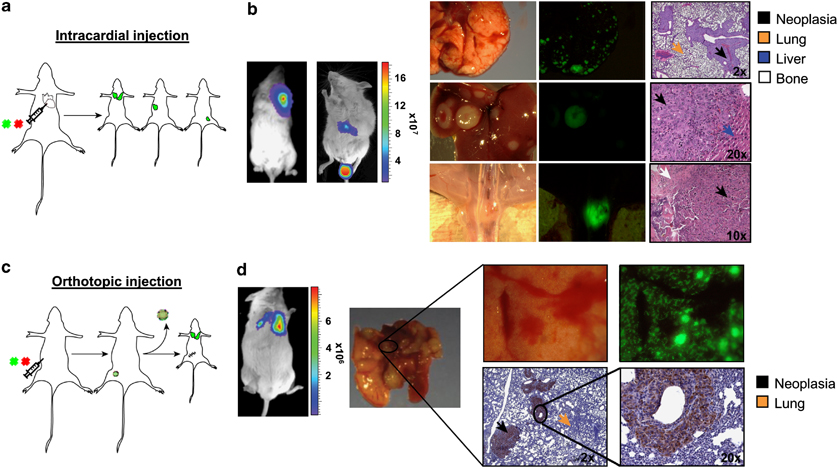 a
Intracardial injection
b
16
12
8
4
x10⁷
2x
20x
10x
Neoplasia
Lung
Liver
Bone
c
Orthotopic injection
d
6
4
2
x10⁶
2x
20x
Neoplasia
Lung